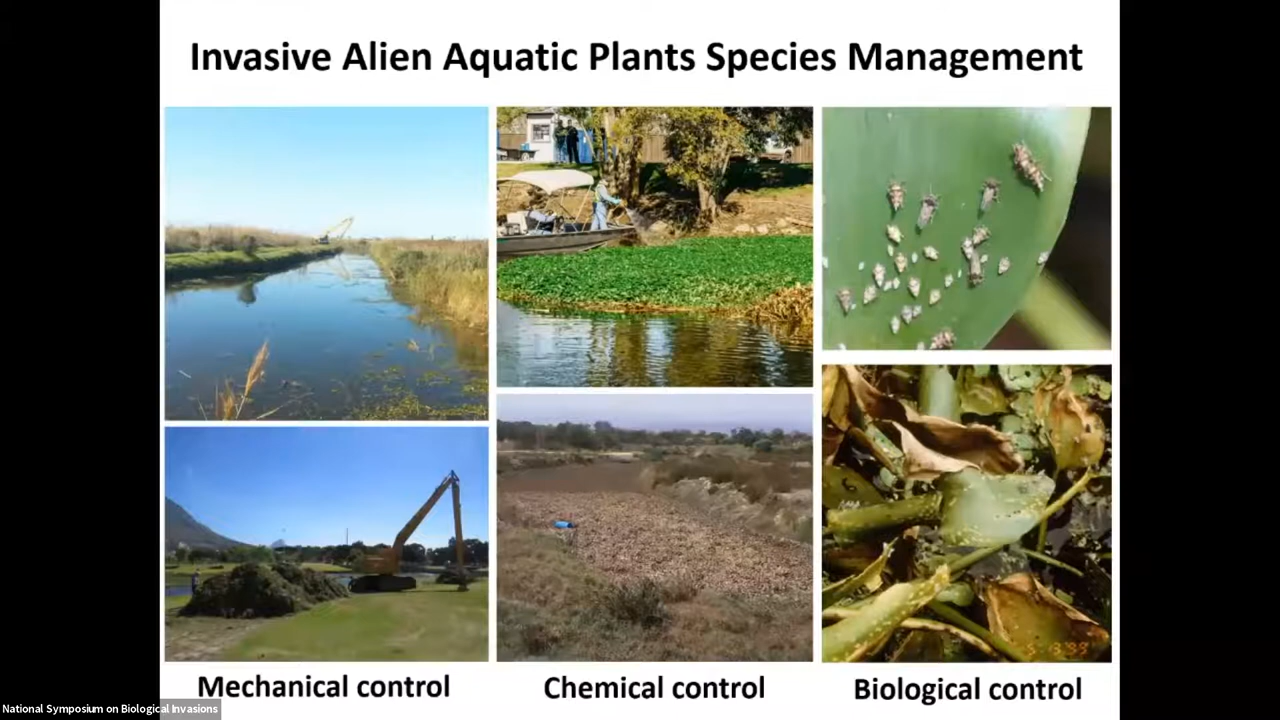 Invasive Alien Aquatic Plants Species Management
Mechanical control
Chemical control
Biological control
National Symposium on Biological Invasions